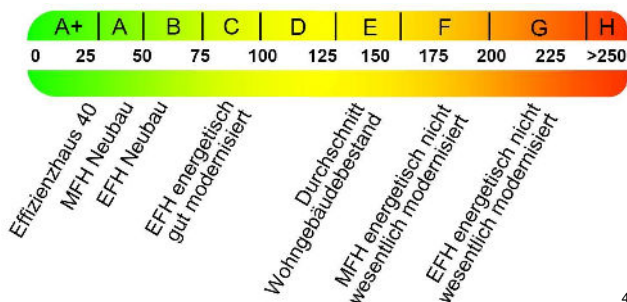 A+ A B C D E F G H
0 25 50 75 100 125 150 175 200 225 >250
Effizienzhaus 40
MFH Neubau
EFH Neubau
EFH energetisch
gut modernisiert
Durchschnitt
Wohngebäudebestand
MFH energetisch nicht
wesentlich modernisiert
EFH energetisch nicht
wesentlich modernisiert
4